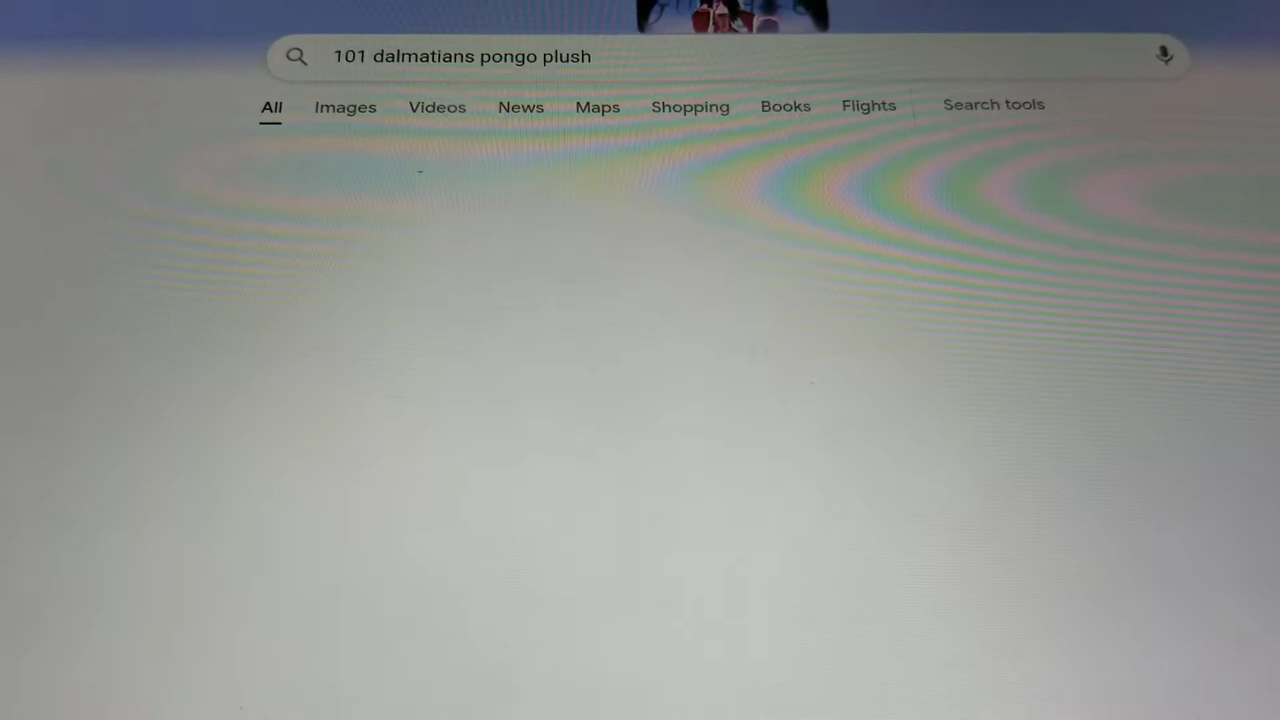 101 dalmatians pongo plush
All Images Videos News Maps Shopping Books Flights Search tools